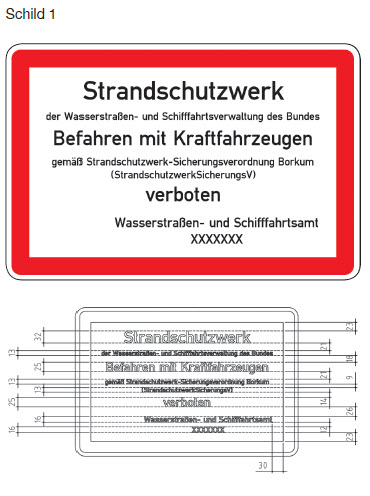 Schild 1
Strandschutzwerk
der Wasserstraßen- und Schifffahrtsverwaltung des Bundes
Befahren mit Kraftfahrzeugen
gemäß Strandschutzwerk-Sicherungsverordnung Borkum
(StrandschutzwerkSicherungsV)
verboten
Wasserstraßen- und Schifffahrtsamt
XXXXXXX
23
32
Strandschutzwerk
21
13
der Wasserstraßen- und Schifffahrtsverwaltung des Bundes
18
25
Befahren mit Kraftfahrzeugen
21
13
gemäß Strandschutzwerk-Sicherungsverordnung Borkum
9
13
(StrandschutzwerkSicherungsV)
14
25
verboten
26
16
Wasserstraßen- und Schifffahrtsamt
12
16
XXXXXXX
23
30